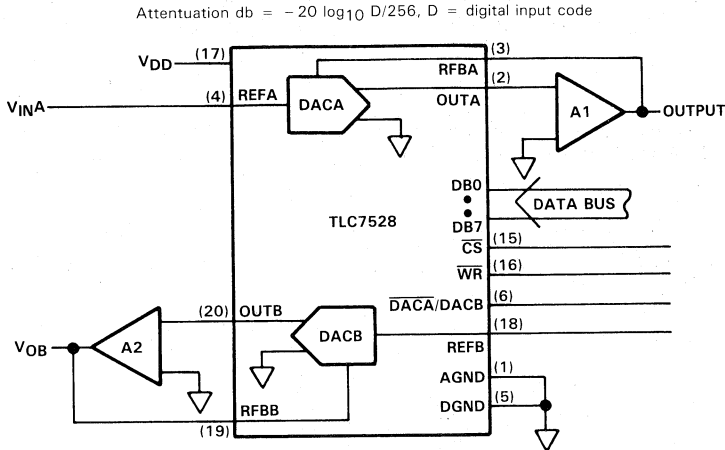 Attentuation db = − 20 log10 D/256, D = digital input code
VDD (17)
(3)
RFBA
(2)
OUTA
VINA (4) REFA
DACA
A1
OUTPUT
DB0
DATA BUS
DB7
TLC7528
CS (15)
WR (16)
DACA/DACB (6)
(18)
REFB
(20) OUTB
DACB
VOB
A2
(1)
AGND
DGND (5)
RFBB
(19)